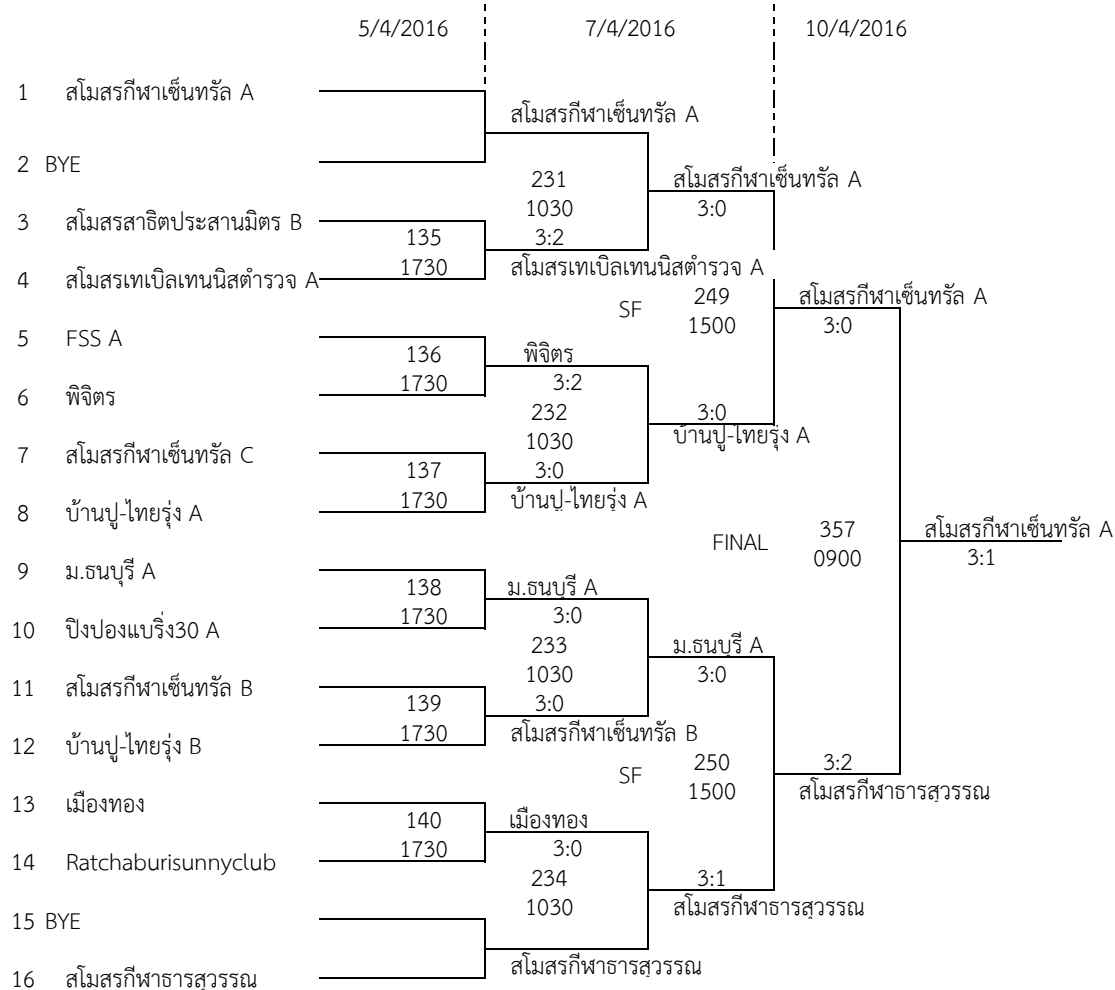 5/4/2016 7/4/2016 10/4/2016
1 สโมสรกีฬาเซ็นทรัล A
สโมสรกีฬาเซ็นทรัล A
2 BYE
231 สโมสรกีฬาเซ็นทรัล A
1030 3:0
3 สโมสรสาธิตประสานมิตร B
135 3:2
1730 สโมสรเทเบิลเทนนิสตำรวจ A
4 สโมสรเทเบิลเทนนิสตำรวจ A
SF 249 สโมสรกีฬาเซ็นทรัล A
1500 3:0
5 FSS A
136 พิจิตร
1730 3:2
6 พิจิตร
232 3:0
1030 บ้านปู-ไทยรุ่ง A
7 สโมสรกีฬาเซ็นทรัล C
137 3:0
1730 บ้านปู-ไทยรุ่ง A
8 บ้านปู-ไทยรุ่ง A
FINAL 357 สโมสรกีฬาเซ็นทรัล A
0900 3:1
9 ม.ธนบุรี A
138 ม.ธนบุรี A
1730 3:0
10 ปิงปองแบริ่ง30 A
233 ม.ธนบุรี A
1030 3:0
11 สโมสรกีฬาเซ็นทรัล B
139 3:0
1730 สโมสรกีฬาเซ็นทรัล B
12 บ้านปู-ไทยรุ่ง B
SF 250 3:2
1500 สโมสรกีฬาธารสุวรรณ
13 เมืองทอง
140 เมืองทอง
1730 3:0
14 Ratchaburisunnyclub
234 3:1
1030 สโมสรกีฬาธารสุวรรณ
15 BYE
สโมสรกีฬาธารสุวรรณ
16 สโมสรกีฬาธารสุวรรณ